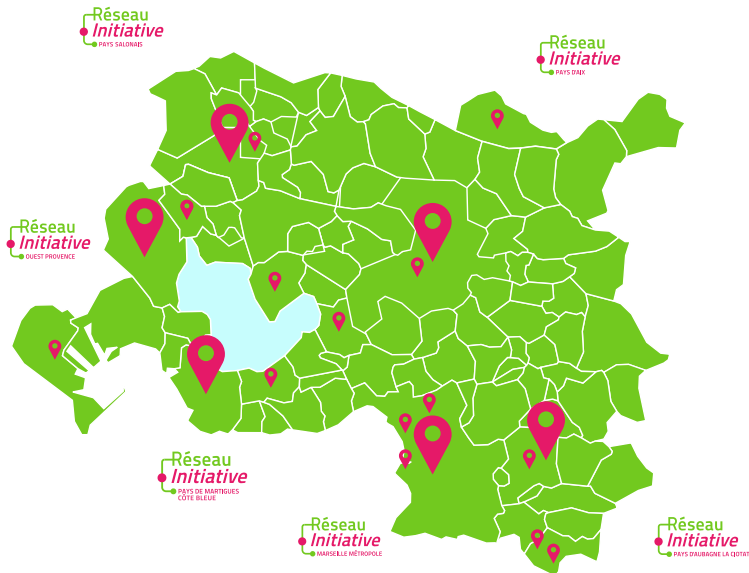 Réseau
Initiative
PAYS SALONAIS
Réseau
Initiative
PAYS D'AIX
Réseau
Initiative
OUEST PROVENCE
Réseau
Initiative
PAYS DE MARTIGUES
CÔTE BLEUE
Réseau
Initiative
MARSEILLE MÉTROPOLE
Réseau
Initiative
PAYS D'AUBAGNE LA CIOTAT